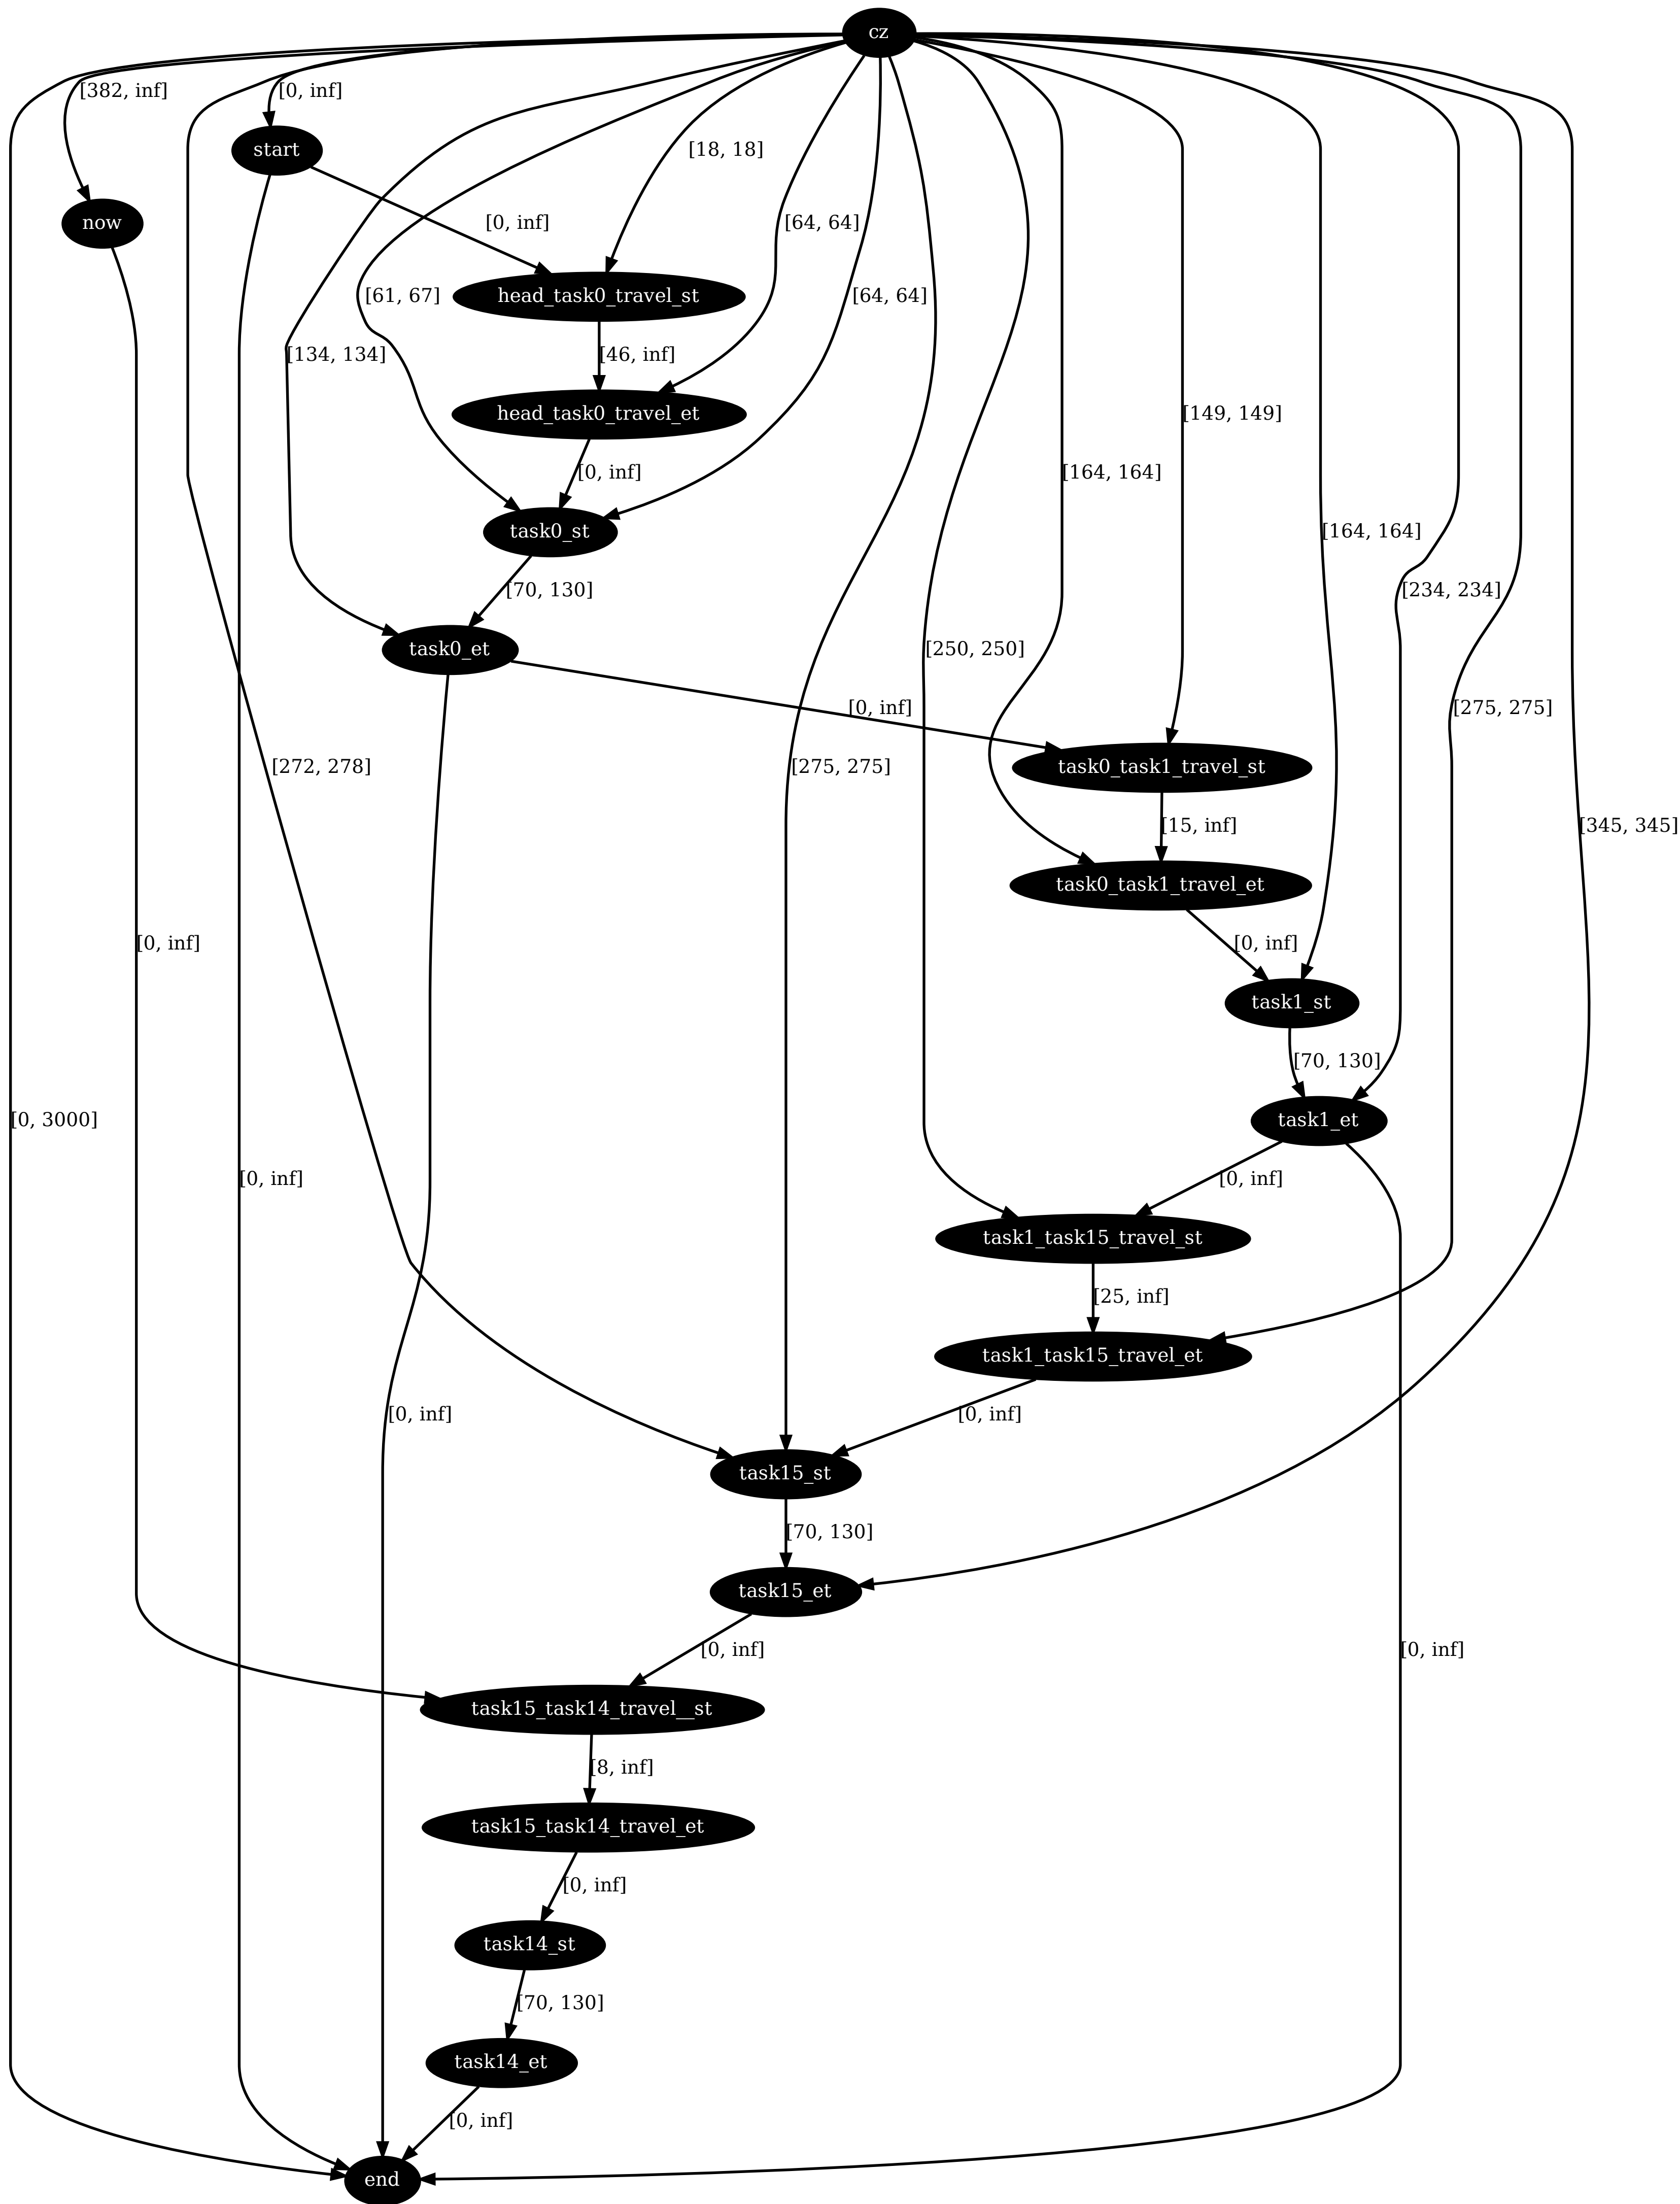 cz
[382, inf]
[0, inf]
start
[18, 18]
now
[0, inf]
[64, 64]
[61, 67]
head_task0_travel_st
[64, 64]
[134, 134]
[46, inf]
head_task0_travel_et
[149, 149]
[0, inf]
[164, 164]
task0_st
[164, 164]
[70, 130]
[234, 234]
task0_et
[250, 250]
[0, inf]
[275, 275]
[272, 278]
[275, 275]
task0_task1_travel_st
[15, inf]
[345, 345]
task0_task1_travel_et
[0, inf]
[0, inf]
task1_st
[70, 130]
[0, 3000]
task1_et
[0, inf]
[0, inf]
task1_task15_travel_st
[25, inf]
task1_task15_travel_et
[0, inf]
[0, inf]
task15_st
[70, 130]
task15_et
[0, inf]
[0, inf]
task15_task14_travel__st
[8, inf]
task15_task14_travel_et
[0, inf]
task14_st
[70, 130]
task14_et
[0, inf]
end